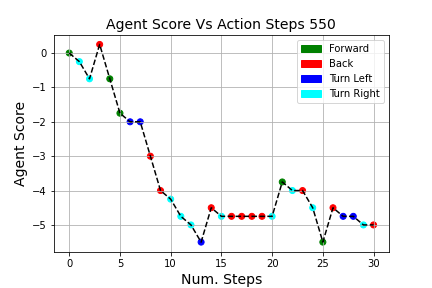 Agent Score Vs Action Steps 550
Forward
Back
Turn Left
Turn Right
Agent Score
0
−1
−2
−3
−4
−5
0 5 10 15 20 25 30
Num. Steps